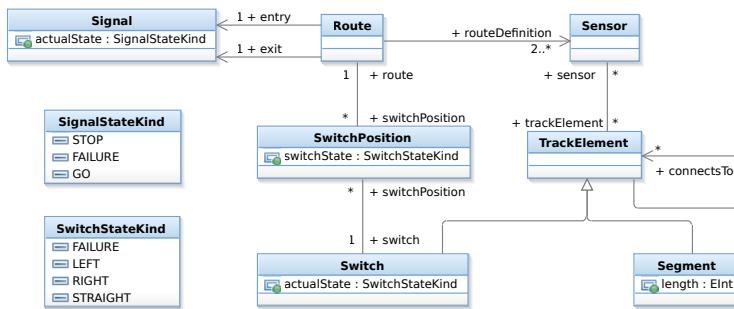 Signal
actualState : SignalStateKind
1 + entry
1 + exit
Route
+ routeDefinition
2..*
Sensor
1 + route
+ sensor *
* + switchPosition
+ trackElement *
SignalStateKind
STOP
FAILURE
GO
SwitchPosition
switchState : SwitchStateKind
TrackElement
*
+ connectsTo
* + switchPosition
SwitchStateKind
FAILURE
LEFT
RIGHT
STRAIGHT
1 + switch
Switch
actualState : SwitchStateKind
Segment
length : EInt